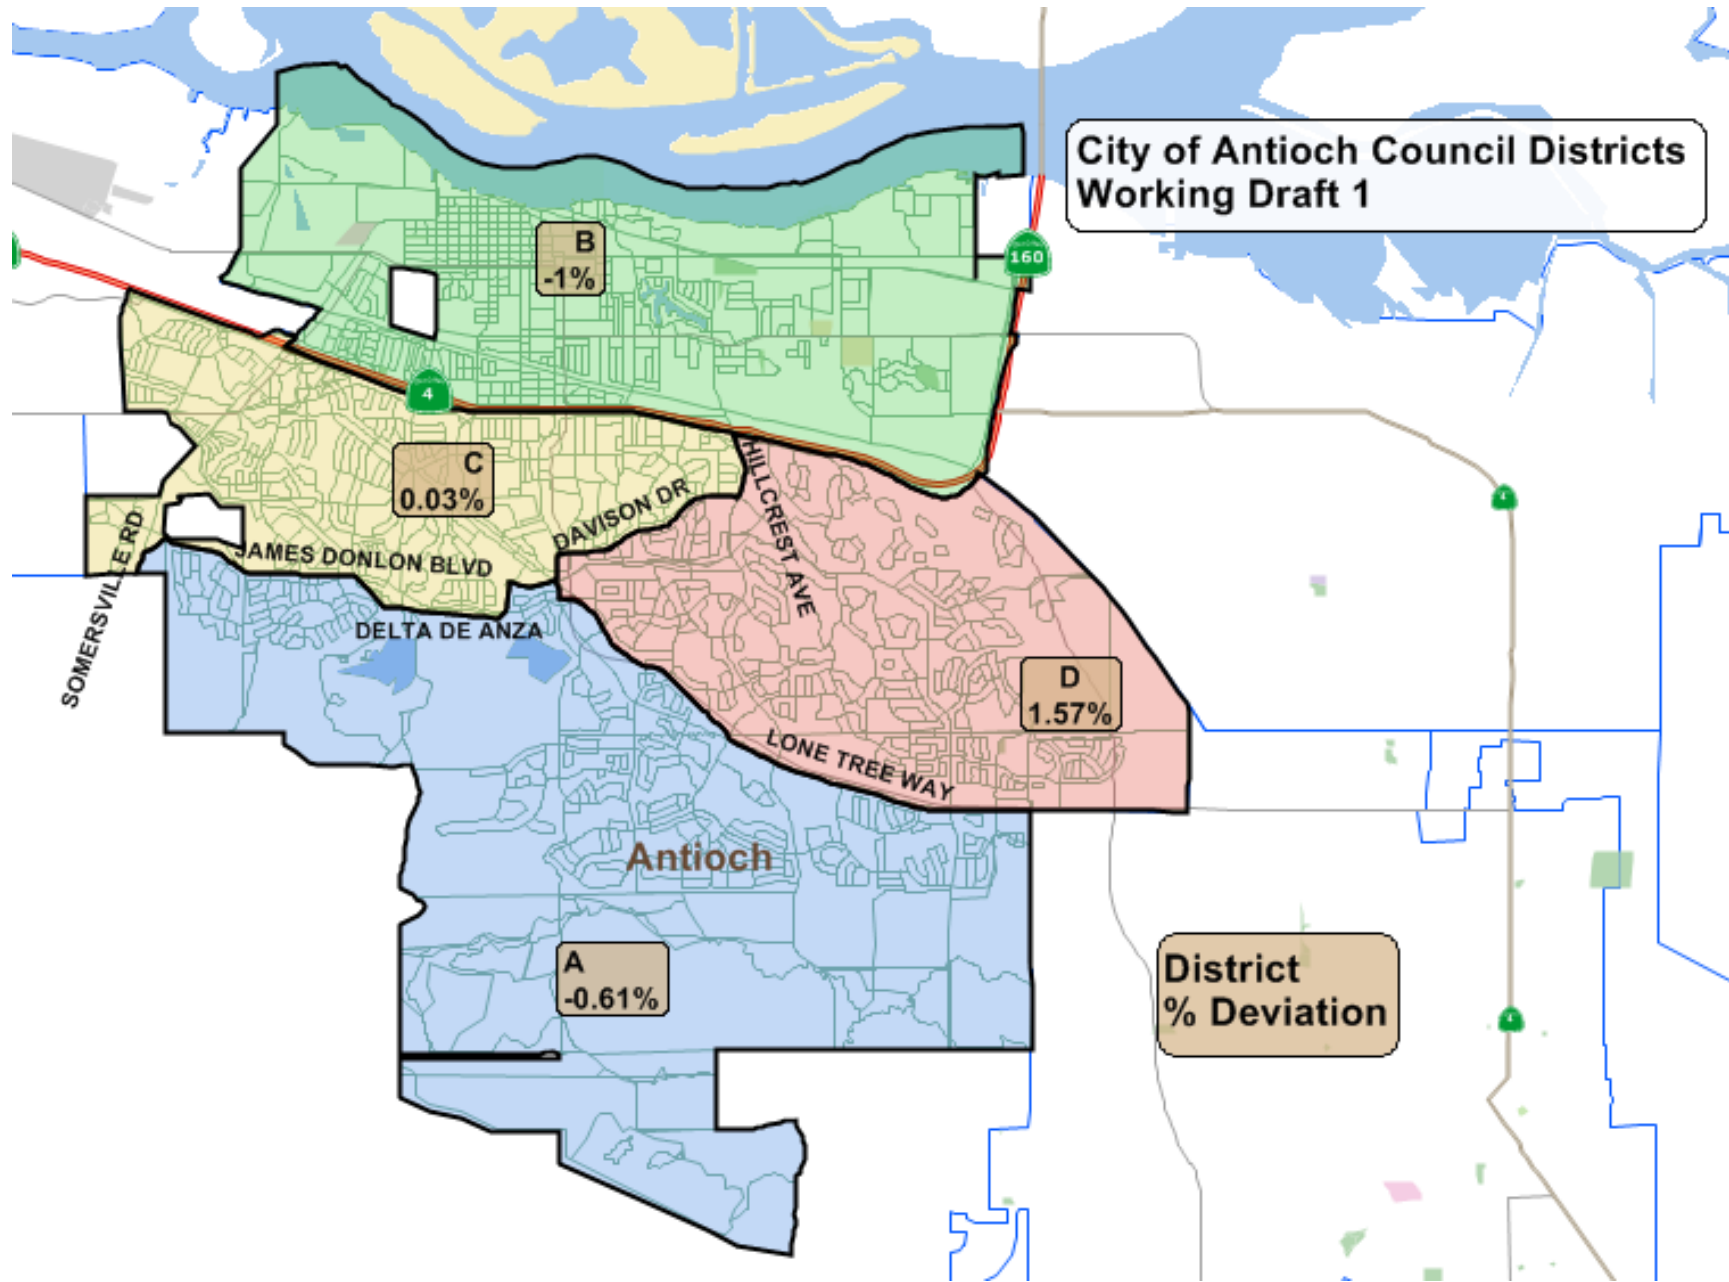 City of Antioch Council Districts
Working Draft 1
B
-1%
160
4
C
0.03%
HILLCREST AVE
DAVISON DR
4
SOMERSVILLE RD
JAMES DONLON BLVD
DELTA DE ANZA
D
1.57%
LONE TREE WAY
Antioch
A
-0.61%
District
% Deviation
4